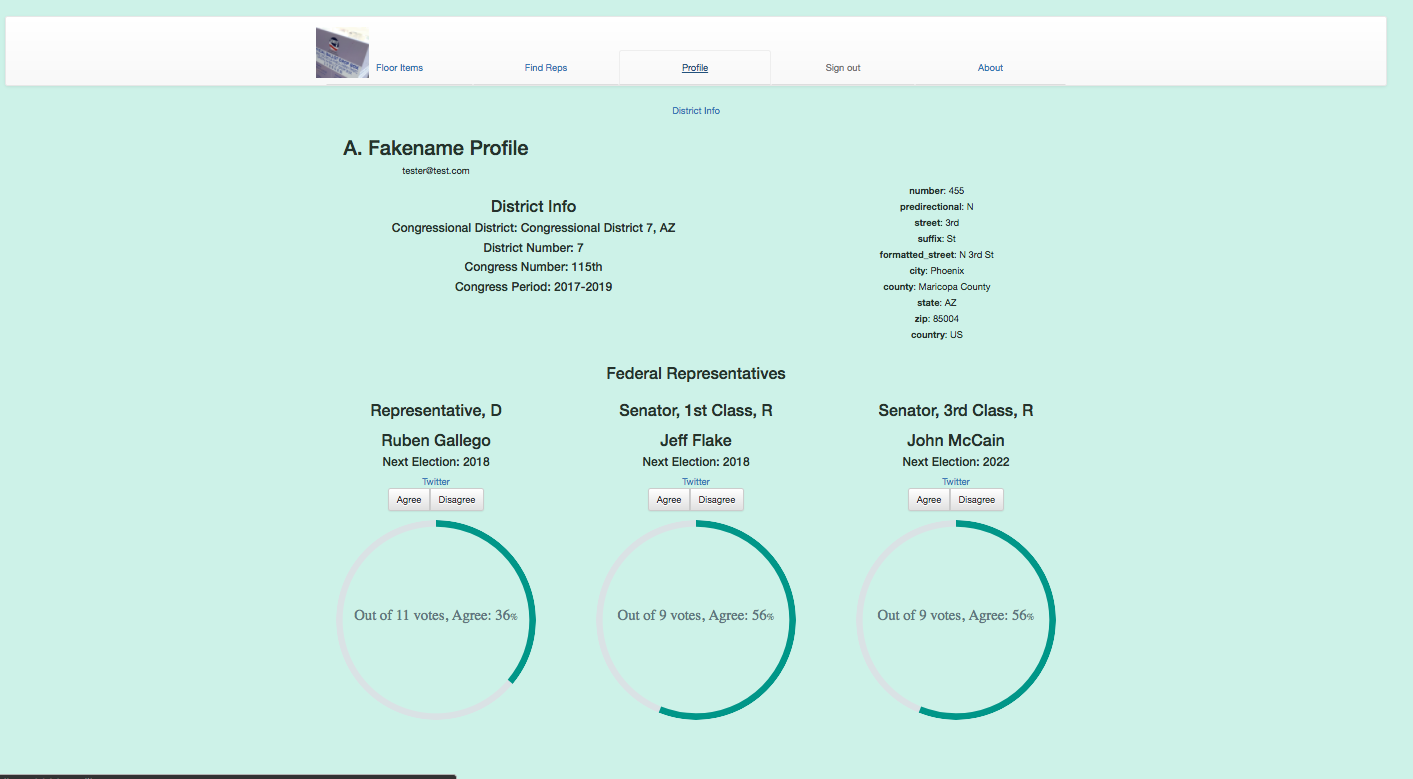 Floor Items
Find Reps
Profile
Sign out
About
District Info
A. Fakename Profile
tester@test.com
District Info
Congressional District: Congressional District 7, AZ
District Number: 7
Congress Number: 115th
Congress Period: 2017-2019
number: 455
predirectional: N
street: 3rd
suffix: St
formatted_street: N 3rd St
city: Phoenix
county: Maricopa County
state: AZ
zip: 85004
country: US
Federal Representatives
Representative, D
Ruben Gallego
Next Election: 2018
Twitter
Agree Disagree
Out of 11 votes, Agree: 36%
Senator, 1st Class, R
Jeff Flake
Next Election: 2018
Twitter
Agree Disagree
Out of 9 votes, Agree: 56%
Senator, 3rd Class, R
John McCain
Next Election: 2022
Twitter
Agree Disagree
Out of 9 votes, Agree: 56%